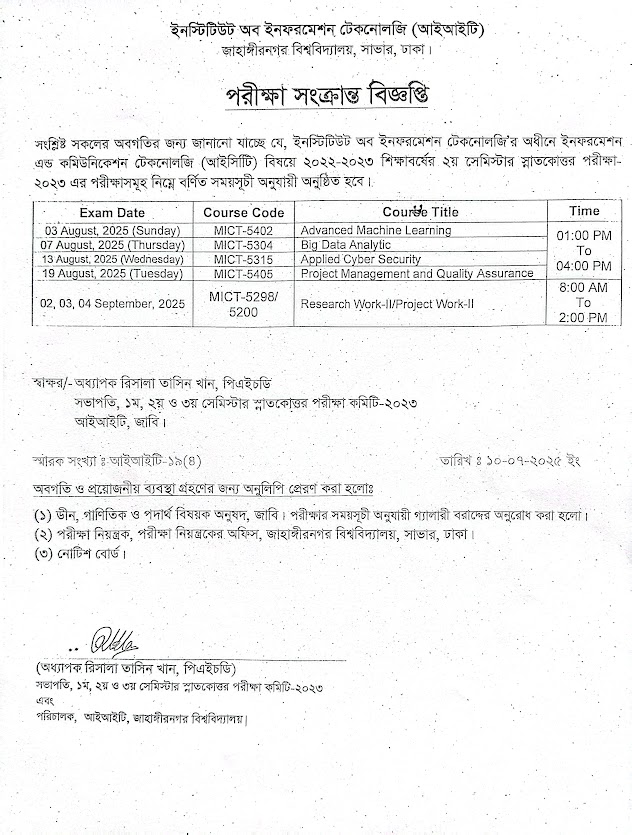 ইনস্টিটিউট অব ইনফরমেশন্ টেকনোলজি (আইআইটি)
জাহাঙ্গীরনগর বিশ্ববিদ্যালয়, সাভার, ঢাকা।
পরীক্ষা সংক্রান্ত বিজ্ঞপ্তি
সংশ্লিষ্ট সকলের অবগতির জন্য জানানো যাচ্ছে যে, ইনস্টিটিউট অব ইনফরমেশন টেকনোলজি'র অধীনে ইনফরমেশন
এন্ড কমিউনিকেশন টেকনোলজি (আইসিটি) বিষয়ে ২০২২-২০২৩ শিক্ষাবর্ষের ২য় সেমিস্টার স্নাতকোত্তর পরীক্ষা-
২০২৩ এর পরীক্ষাসমূহ নিম্নে বর্ণিত সময়সূচী অনুযায়ী অনুষ্ঠিত হবে।
Exam Date Course Code Course Title Time
03 August, 2025 (Sunday) MICT-5402 Advanced Machine Learning
07 August, 2025 (Thursday) MICT-5304 Big Data Analytic
13 August, 2025 (Wednesday) MICT-5315 Applied Cyber Security
19 August, 2025 (Tuesday) MICT-5405 Project Management and Quality Assurance
01:00 PM
To
04:00 PM
02, 03, 04 September, 2025 MICT-5298/
5200 Research Work-II/Project Work-II
8:00 AM
To
2:00 PM
স্বাক্ষর/- অধ্যাপক রিসালা তাসিন খান, পিএইচডি
সভাপতি, ১ম, ২য় ও ৩য় সেমিস্টার স্নাতকোত্তর পরীক্ষা কমিটি-২০২৩
আইআইটি, জাবি।
স্মারক সংখ্যা ঃ আইআইটি-১৯(৪) তারিখ ঃ ১০-০৭-২০২৫ ইং
অবগতি ও প্রয়োজনীয় ব্যবস্থা গ্রহণের জন্য অনুলিপি প্রেরণ করা হলোঃ
(১) ডীন, গাণিতিক ও পদার্থ বিষয়ক অনুষদ, জাবি। পরীক্ষার সময়সূচী অনুযায়ী গ্যালারী বরাদ্দের অনুরোধ করা হলো।
(২) পরীক্ষা নিয়ন্ত্রক, পরীক্ষা নিয়ন্ত্রকের অফিস, জাহাঙ্গীরনগর বিশ্ববিদ্যালয়, সাভার, ঢাকা।
(৩) নোটিশ বোর্ড।
(অধ্যাপক রিসালা তাসিন খান, পিএইচডি)
সভাপতি, ১ম, ২য় ও ৩য় সেমিস্টার স্নাতকোত্তর পরীক্ষা কমিটি-২০২৩
এবং
পরিচালক, আইআইটি, জাহাঙ্গীরনগর বিশ্ববিদ্যালয়|